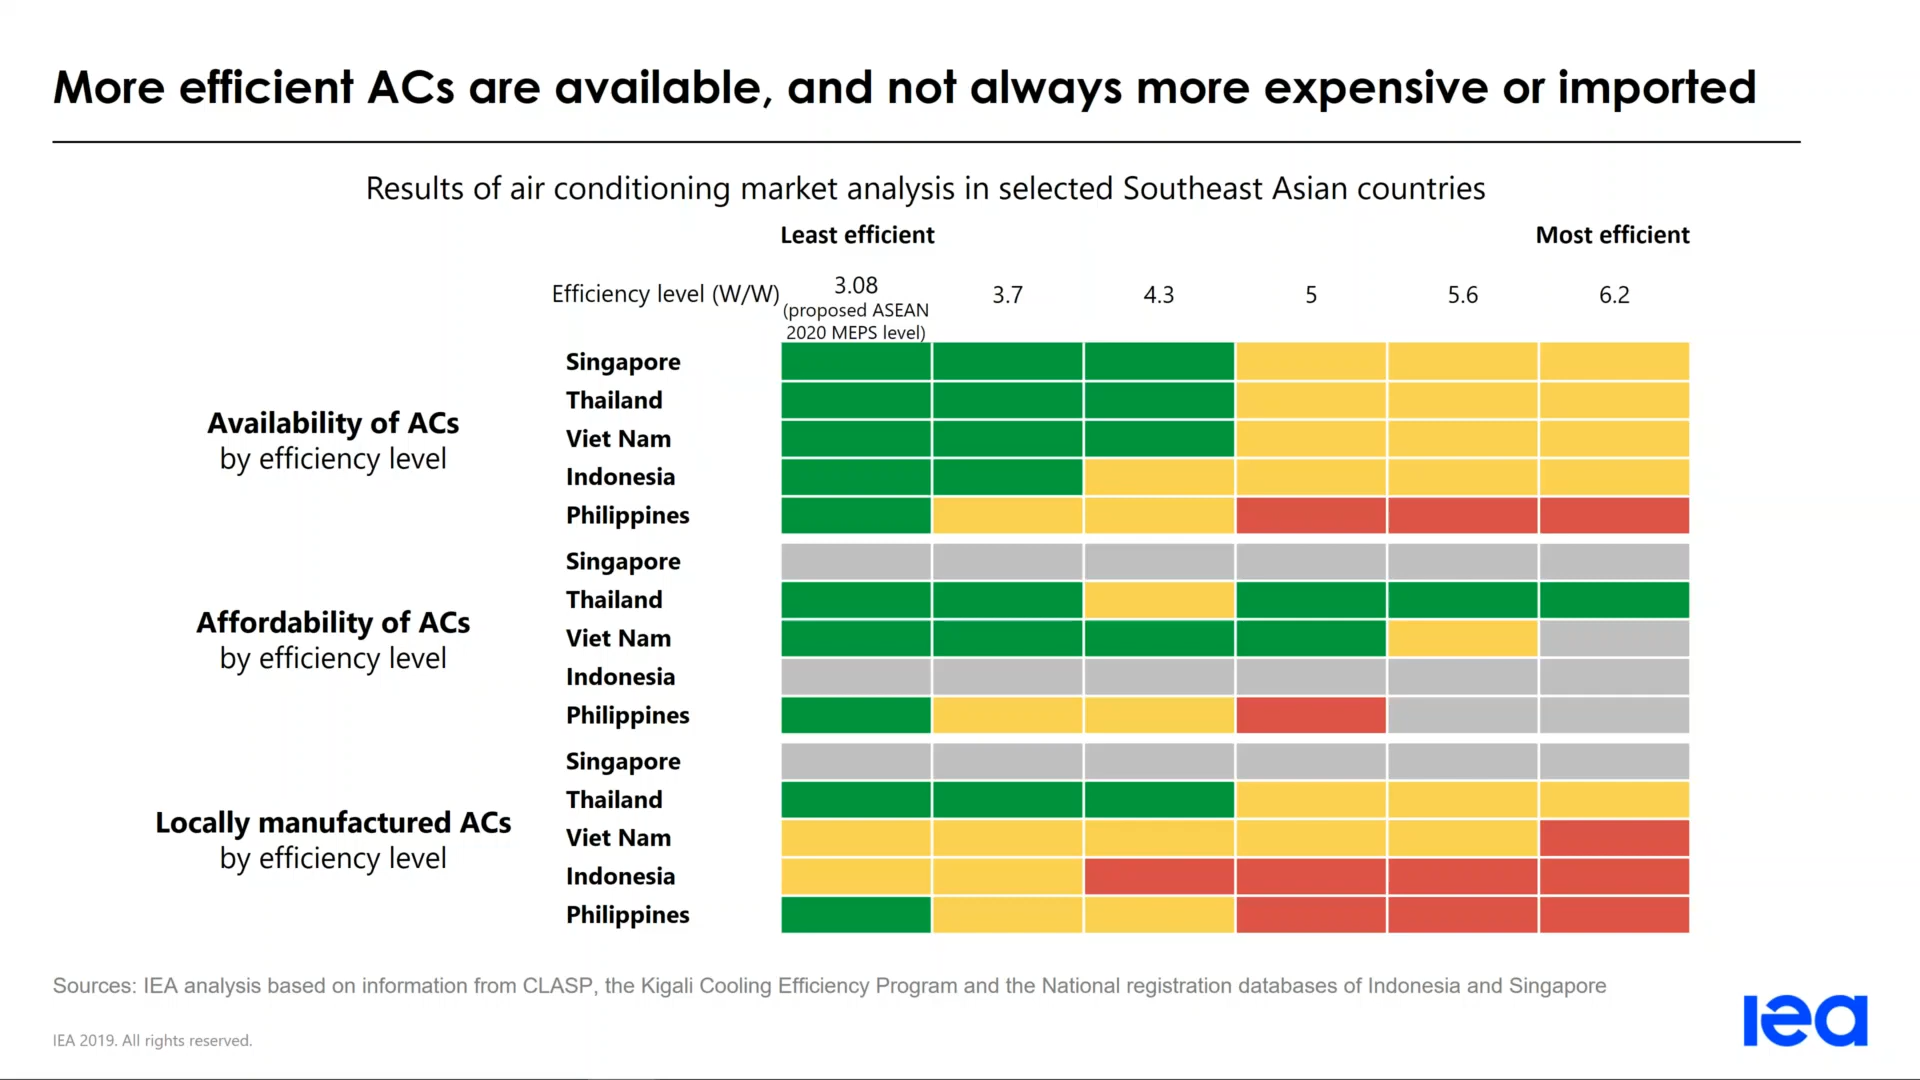 More efficient ACs are available, and not always more expensive or imported
Results of air conditioning market analysis in selected Southeast Asian countries
Least efficient
Most efficient
Efficiency level (W/W)
3.08
(proposed ASEAN
2020 MEPS level)
3.7
4.3
5
5.6
6.2
Availability of ACs
by efficiency level
Singapore
Thailand
Viet Nam
Indonesia
Philippines
Affordability of ACs
by efficiency level
Singapore
Thailand
Viet Nam
Indonesia
Philippines
Locally manufactured ACs
by efficiency level
Singapore
Thailand
Viet Nam
Indonesia
Philippines
Sources: IEA analysis based on information from CLASP, the Kigali Cooling Efficiency Program and the National registration databases of Indonesia and Singapore
IEA 2019. All rights reserved.
iea